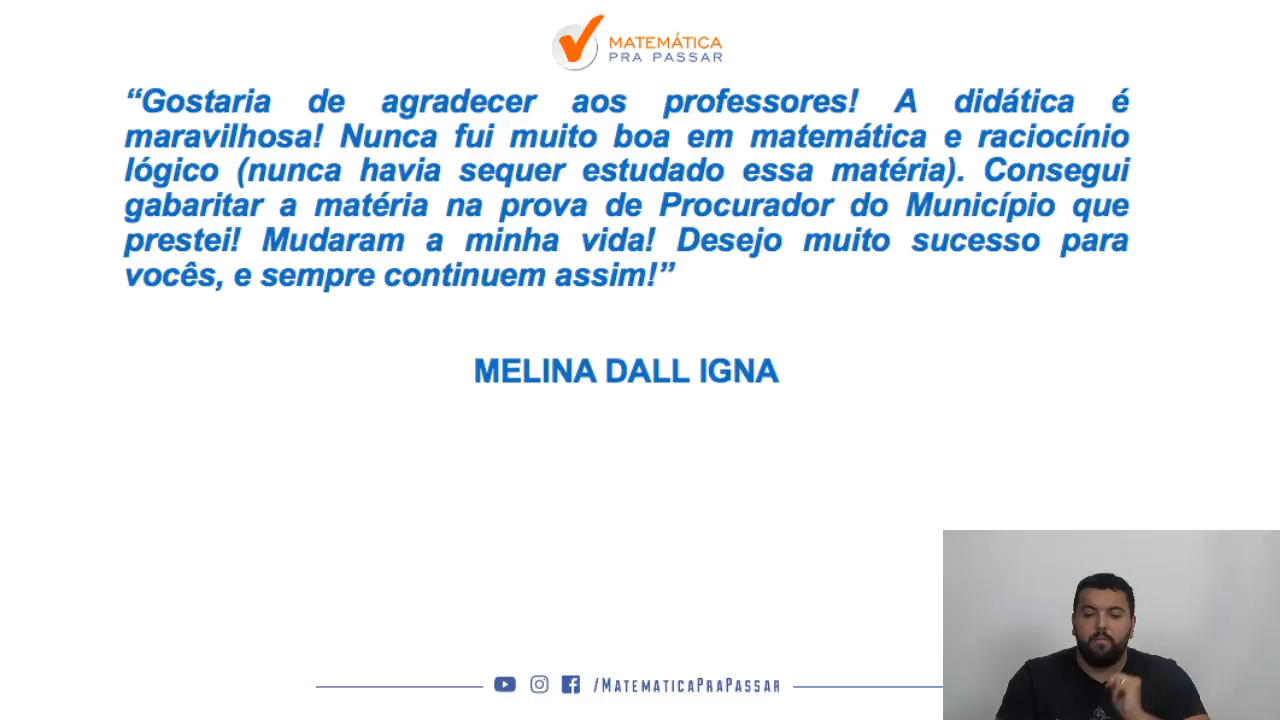 MATEMÁTICA
PRA PASSAR
“Gostaria de agradecer aos professores! A didática é
maravilhosa! Nunca fui muito boa em matemática e raciocínio
lógico (nunca havia sequer estudado essa matéria). Consegui
gabaritar a matéria na prova de Procurador do Município que
prestei! Mudaram a minha vida! Desejo muito sucesso para
vocês, e sempre continuem assim!”
MELINA DALL IGNA
/MATEMATICAPRAPASSAR